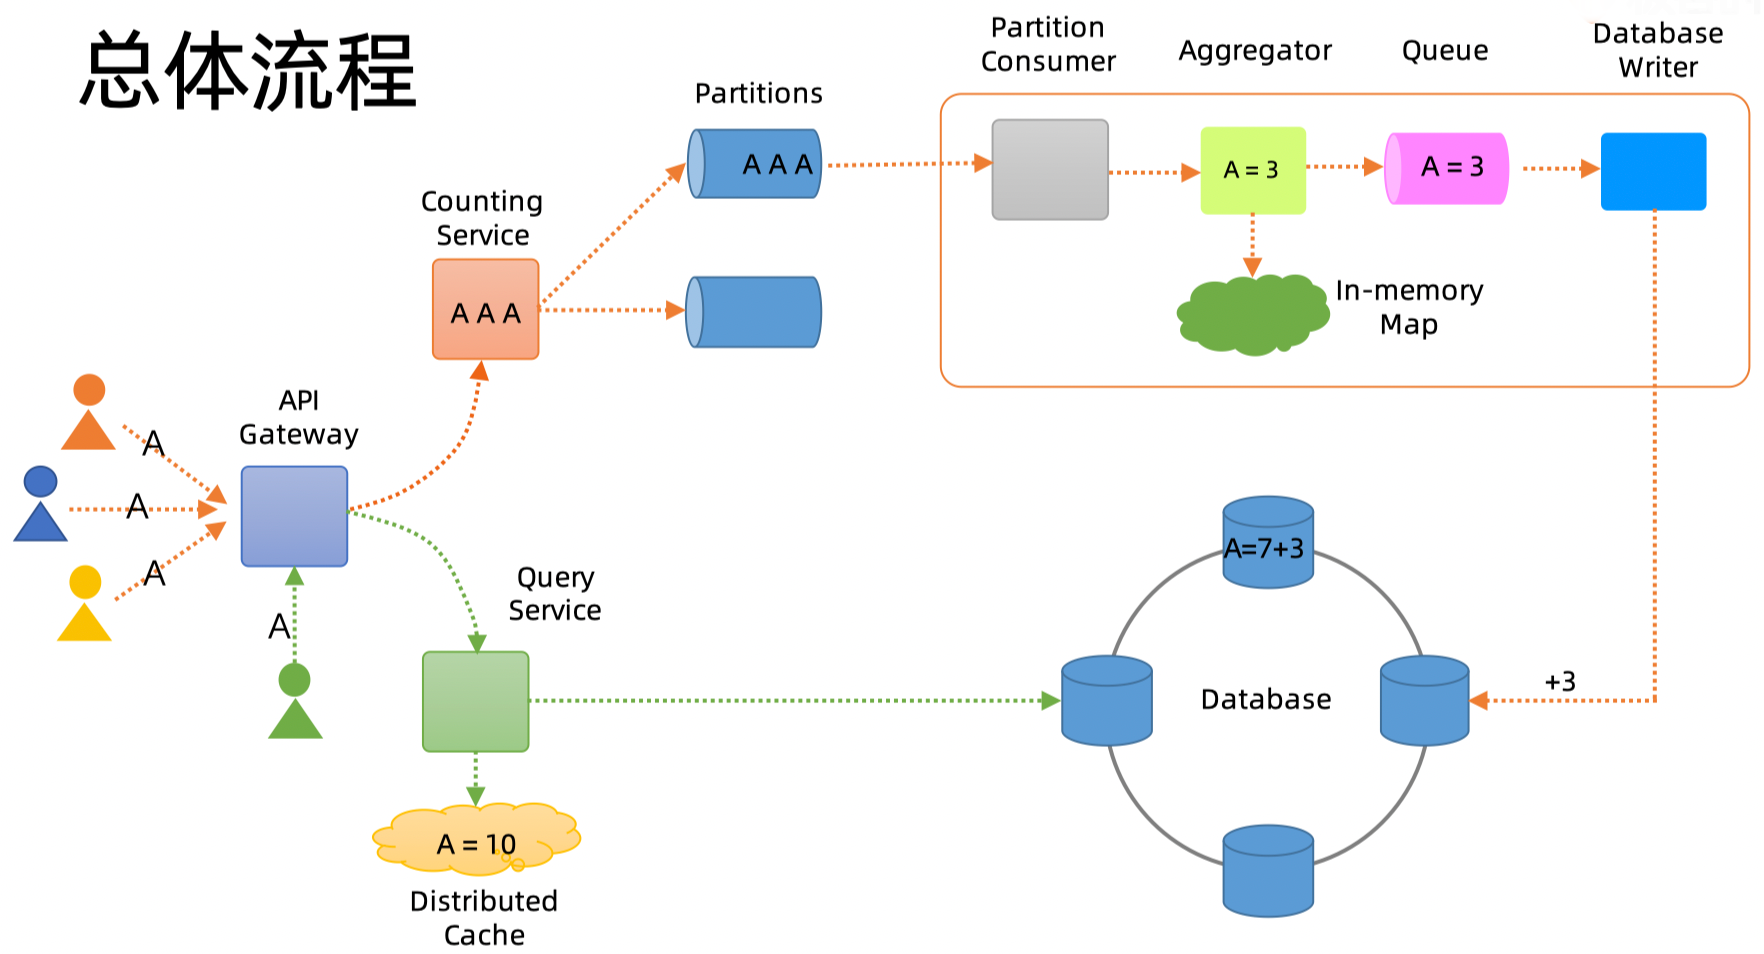 总体流程
Partition
Consumer
Aggregator
Queue
Database
Writer
Partitions
A A A
A = 3
A = 3
Counting
Service
A A A
In-memory
Map
API
Gateway
A
A
A
A
Query
Service
A=7+3
Database
+3
A = 10
Distributed
Cache